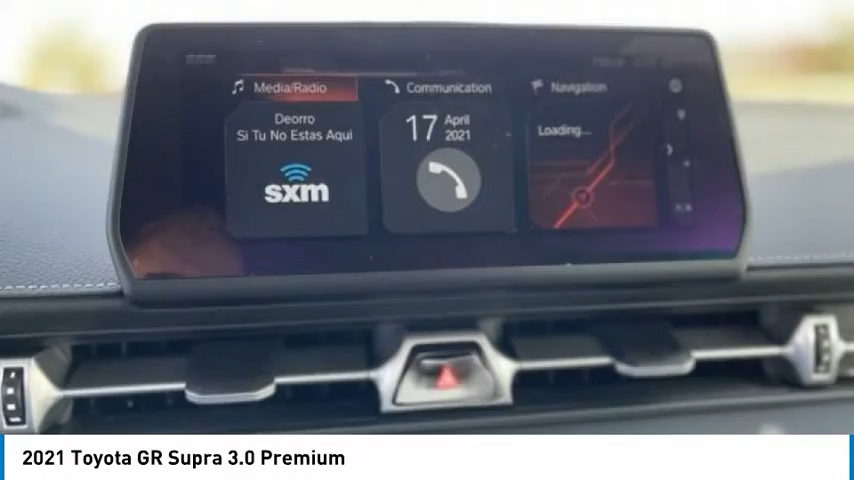 Media/Radio
Communication
Navigation
Deorro
Si Tu No Estas Aqui
17 April
2021
Loading...
sxm
2021 Toyota GR Supra 3.0 Premium